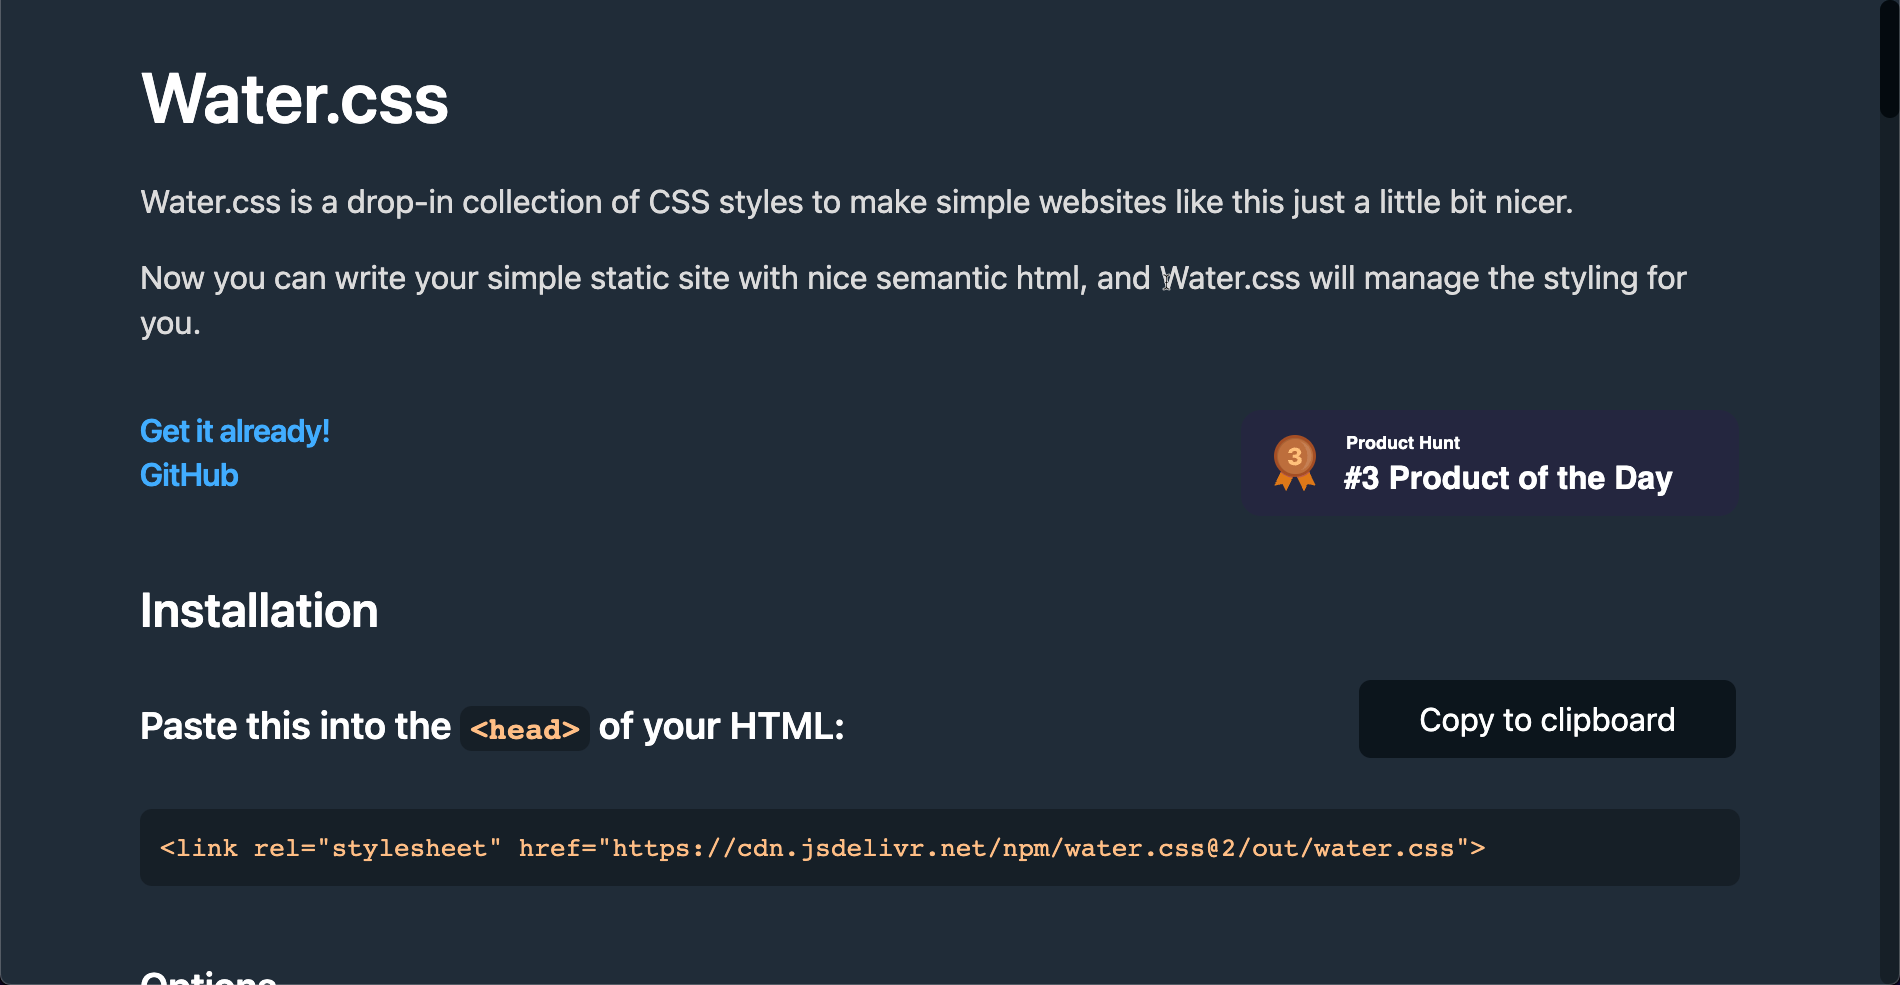 Water.css
Water.css is a drop-in collection of CSS styles to make simple websites like this just a little bit nicer.
Now you can write your simple static site with nice semantic html, and Water.css will manage the styling for
you.
Get it already!
GitHub
3
Product Hunt
#3 Product of the Day
Installation
Paste this into the <head> of your HTML:
Copy to clipboard
<link rel="stylesheet" href="https://cdn.jsdelivr.net/npm/water.css@2/out/water.css">
Options